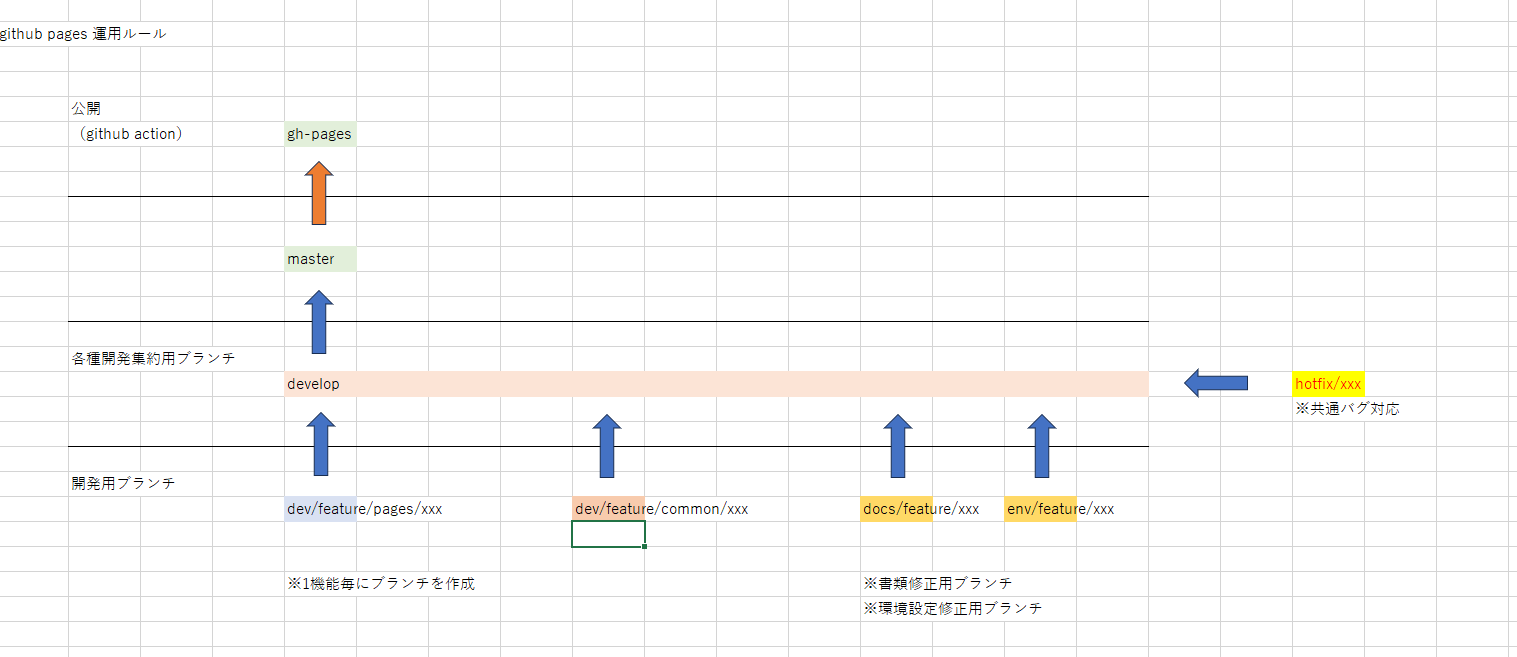 github pages 運用ルール
公開
（github action）
gh-pages
master
各種開発集約用ブランチ
develop
hotfix/xxx
※共通バグ対応
開発用ブランチ
dev/feature/pages/xxx
dev/feature/common/xxx
docs/feature/xxx
env/feature/xxx
※1機能毎にブランチを作成
※書類修正用ブランチ
※環境設定修正用ブランチ